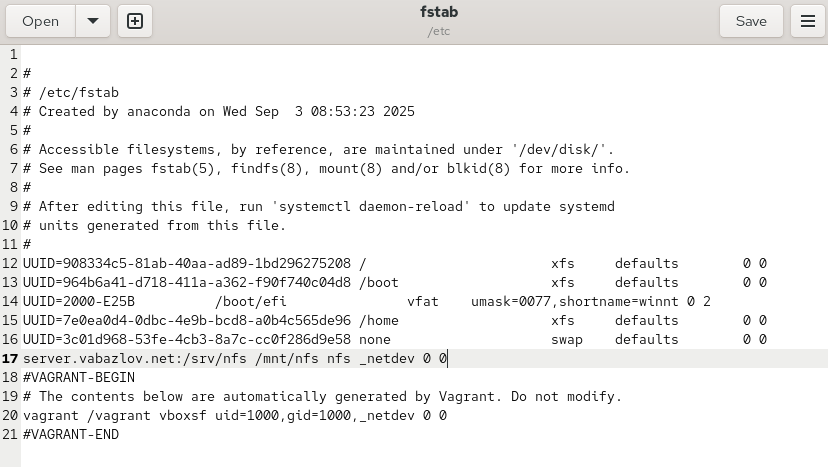 Open
fstab
/etc
Save
1
2 #
3 # /etc/fstab
4 # Created by anaconda on Wed Sep  3 08:53:23 2025
5 #
6 # Accessible filesystems, by reference, are maintained under '/dev/disk/'.
7 # See man pages fstab(5), findfs(8), mount(8) and/or blkid(8) for more info.
8 #
9 # After editing this file, run 'systemctl daemon-reload' to update systemd
10 # units generated from this file.
11 #
12 UUID=908334c5-81ab-40aa-ad89-1bd296275208 /                       xfs     defaults        0 0
13 UUID=964b6a41-d718-411a-a362-f90f740c04d8 /boot                   xfs     defaults        0 0
14 UUID=2000-E25B          /boot/efi               vfat    umask=0077,shortname=winnt 0 2
15 UUID=7e0ea0d4-0dbc-4e9b-bcd8-a0b4c565de96 /home                   xfs     defaults        0 0
16 UUID=3c01d968-53fe-4cb3-8a7c-cc0f286d9e58 none                    swap    defaults        0 0
17 server.vabazlov.net:/srv/nfs /mnt/nfs nfs _netdev 0 0
18 #VAGRANT-BEGIN
19 # The contents below are automatically generated by Vagrant. Do not modify.
20 vagrant /vagrant vboxsf uid=1000,gid=1000,_netdev 0 0
21 #VAGRANT-END